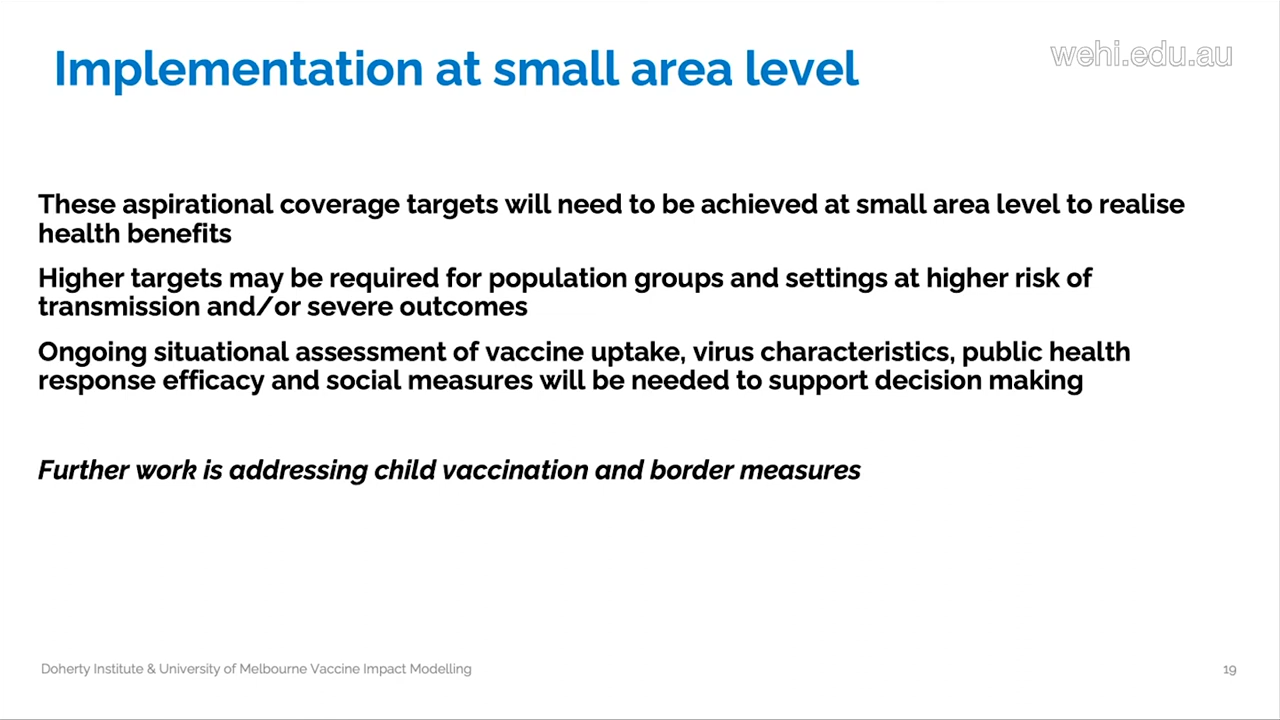 Implementation at small area level
wehi.edu.au
These aspirational coverage targets will need to be achieved at small area level to realise
health benefits
Higher targets may be required for population groups and settings at higher risk of
transmission and/or severe outcomes
Ongoing situational assessment of vaccine uptake, virus characteristics, public health
response efficacy and social measures will be needed to support decision making
Further work is addressing child vaccination and border measures
Doherty Institute & University of Melbourne Vaccine Impact Modelling
19